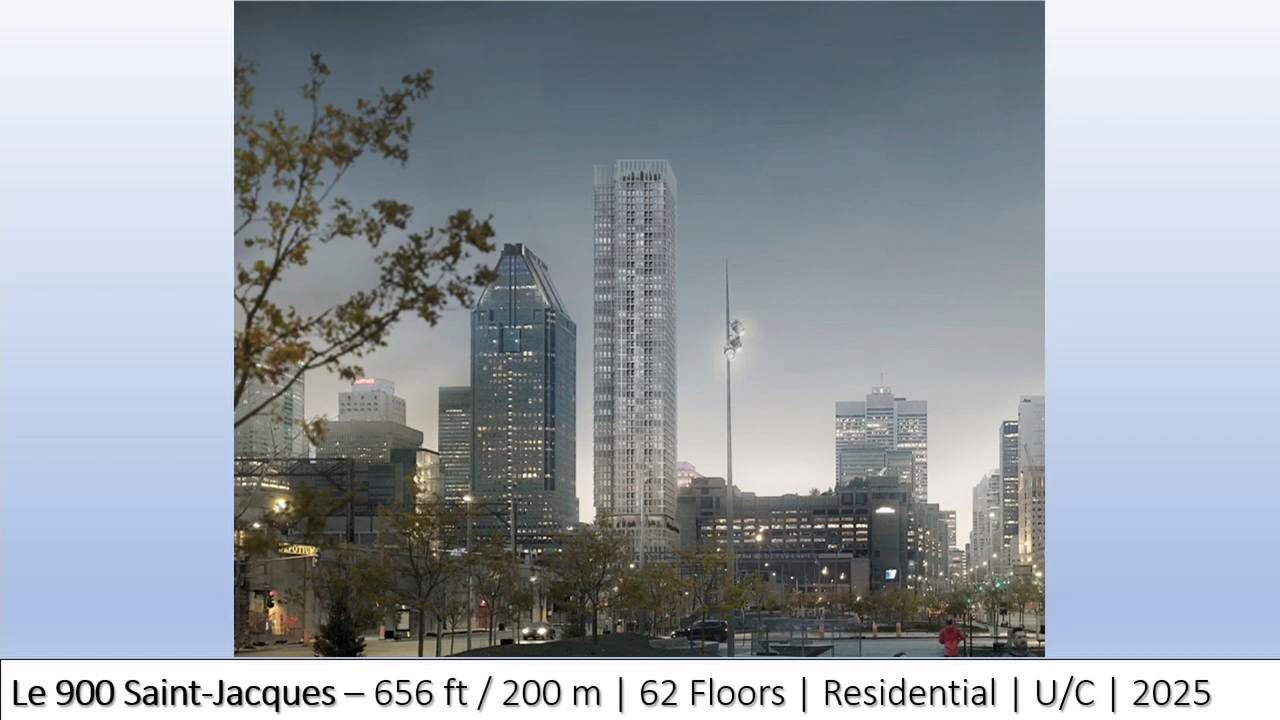 Le 900 Saint-Jacques – 656 ft / 200 m | 62 Floors | Residential | U/C | 2025